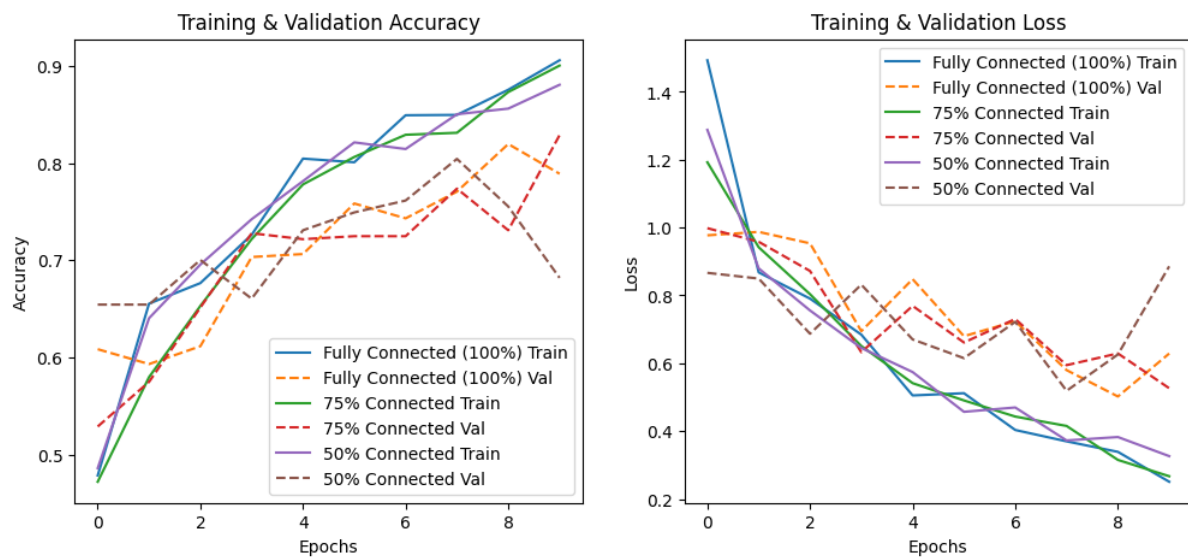 Training & Validation Accuracy
Accuracy
0.9
0.8
0.7
0.6
0.5
Fully Connected (100%) Train
Fully Connected (100%) Val
75% Connected Train
75% Connected Val
50% Connected Train
50% Connected Val
0 2 4 6 8
Epochs
Training & Validation Loss
Loss
1.4
1.2
1.0
0.8
0.6
0.4
0.2
Fully Connected (100%) Train
Fully Connected (100%) Val
75% Connected Train
75% Connected Val
50% Connected Train
50% Connected Val
0 2 4 6 8
Epochs